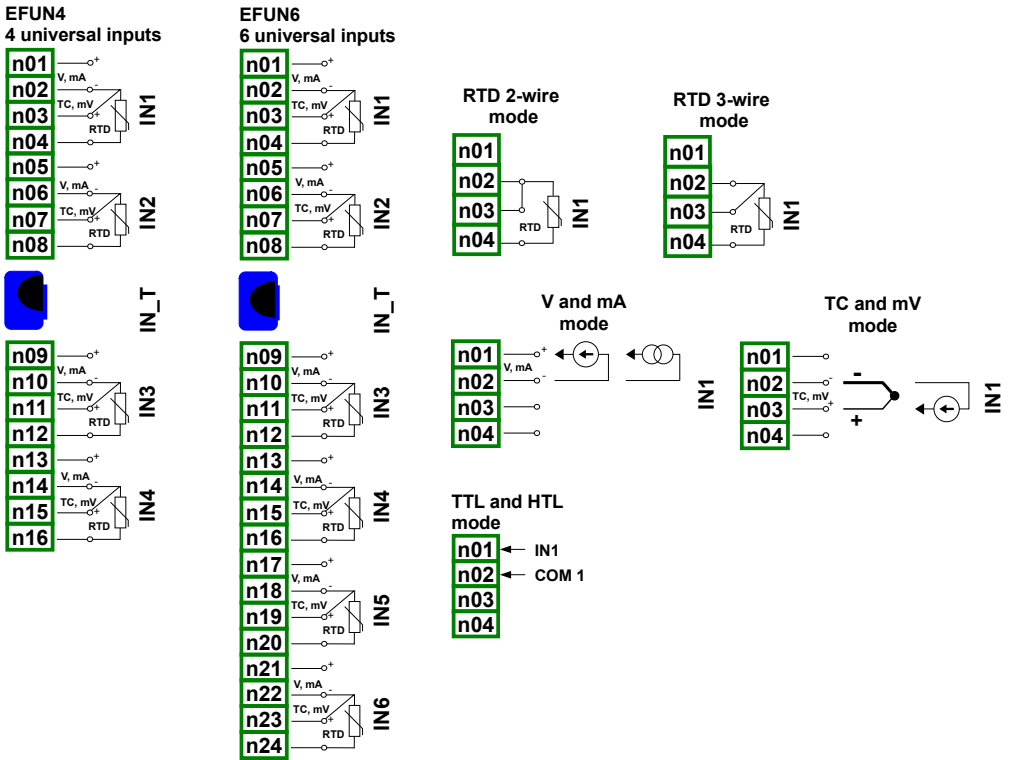 EFUN4
4 universal inputs
n01
+
V, mA
n02
-
TC, mV
n03
+
RTD
n04
IN1
n05
+
V, mA
n06
-
TC, mV
n07
+
RTD
n08
IN2
IN_T
n09
+
V, mA
n10
-
TC, mV
n11
+
RTD
n12
IN3
n13
+
V, mA
n14
-
TC, mV
n15
+
RTD
n16
IN4
EFUN6
6 universal inputs
n01
+
V, mA
n02
-
TC, mV
n03
+
RTD
n04
IN1
n05
+
V, mA
n06
-
TC, mV
n07
+
RTD
n08
IN2
IN_T
n09
+
V, mA
n10
-
TC, mV
n11
+
RTD
n12
IN3
n13
+
V, mA
n14
-
TC, mV
n15
+
RTD
n16
IN4
n17
+
V, mA
n18
-
TC, mV
n19
+
RTD
n20
IN5
n21
+
V, mA
n22
-
TC, mV
n23
+
RTD
n24
IN6
RTD 2-wire
mode
n01
n02
n03
RTD
n04
IN1
RTD 3-wire
mode
n01
n02
n03
RTD
n04
IN1
V and mA
mode
n01
+
V, mA
n02
-
n03
n04
IN1
TC and mV
mode
n01
n02
-
-
TC, mV
n03
+
+
n04
IN1
TTL and HTL
mode
n01 IN1
n02 COM 1
n03
n04